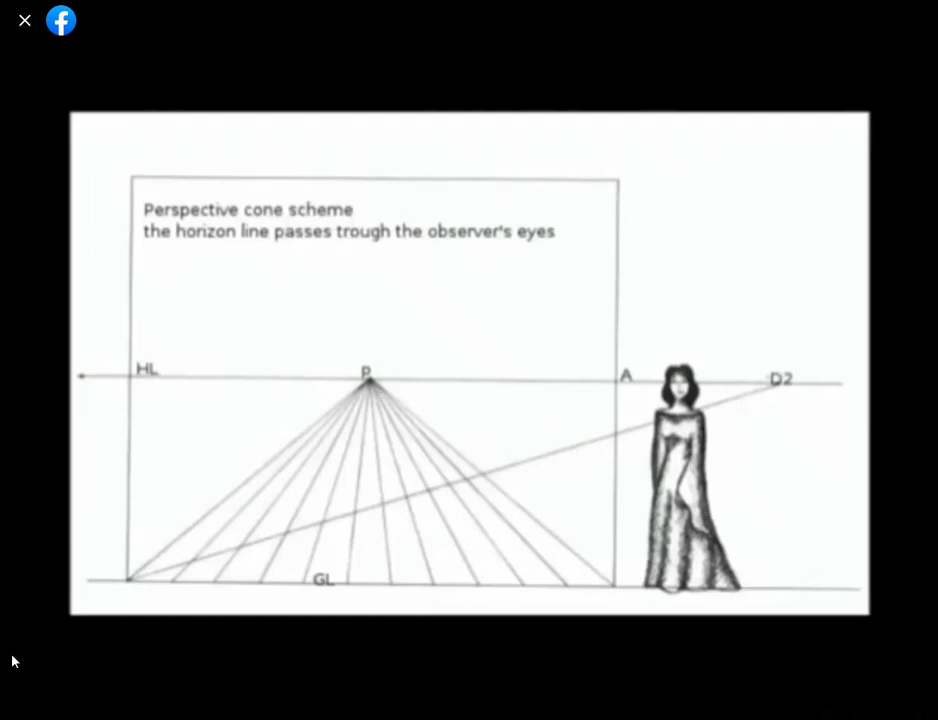 Perspective cone scheme
the horizon line passes trough the observer's eyes
HL
P
A
D2
GL